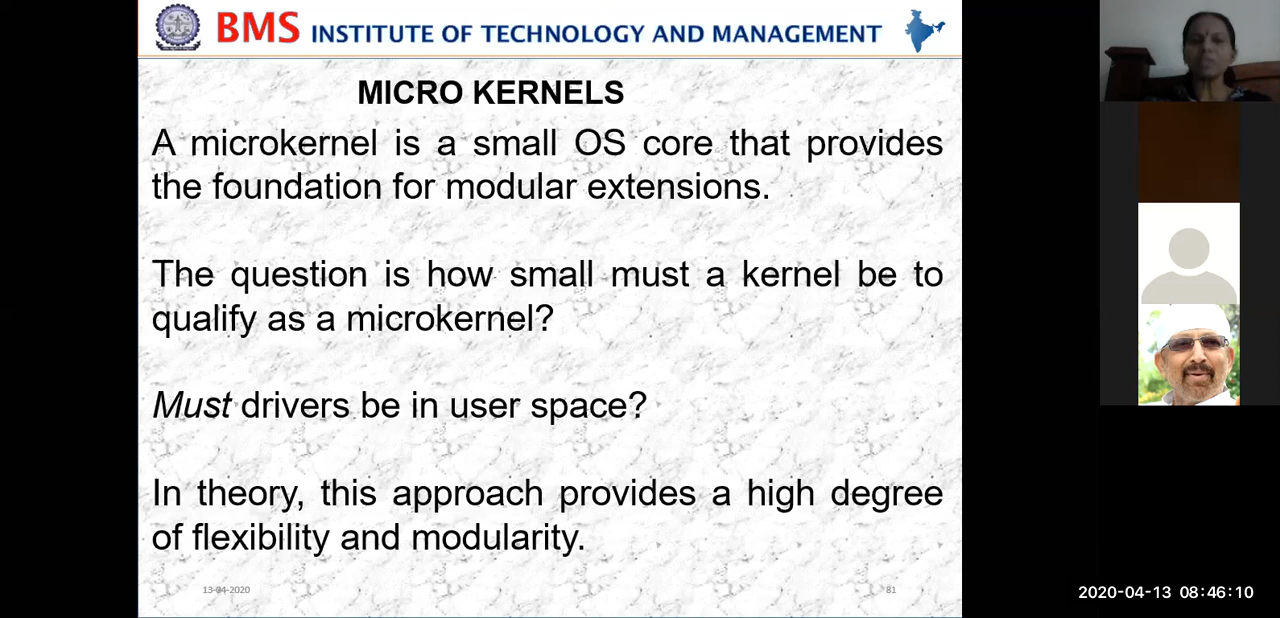 BMS INSTITUTE OF TECHNOLOGY AND MANAGEMENT
MICRO KERNELS
A microkernel is a small OS core that provides
the foundation for modular extensions.
The question is how small must a kernel be to
qualify as a microkernel?
Must drivers be in user space?
In theory, this approach provides a high degree
of flexibility and modularity.
13-04-2020
81
2020-04-13 08:46:10